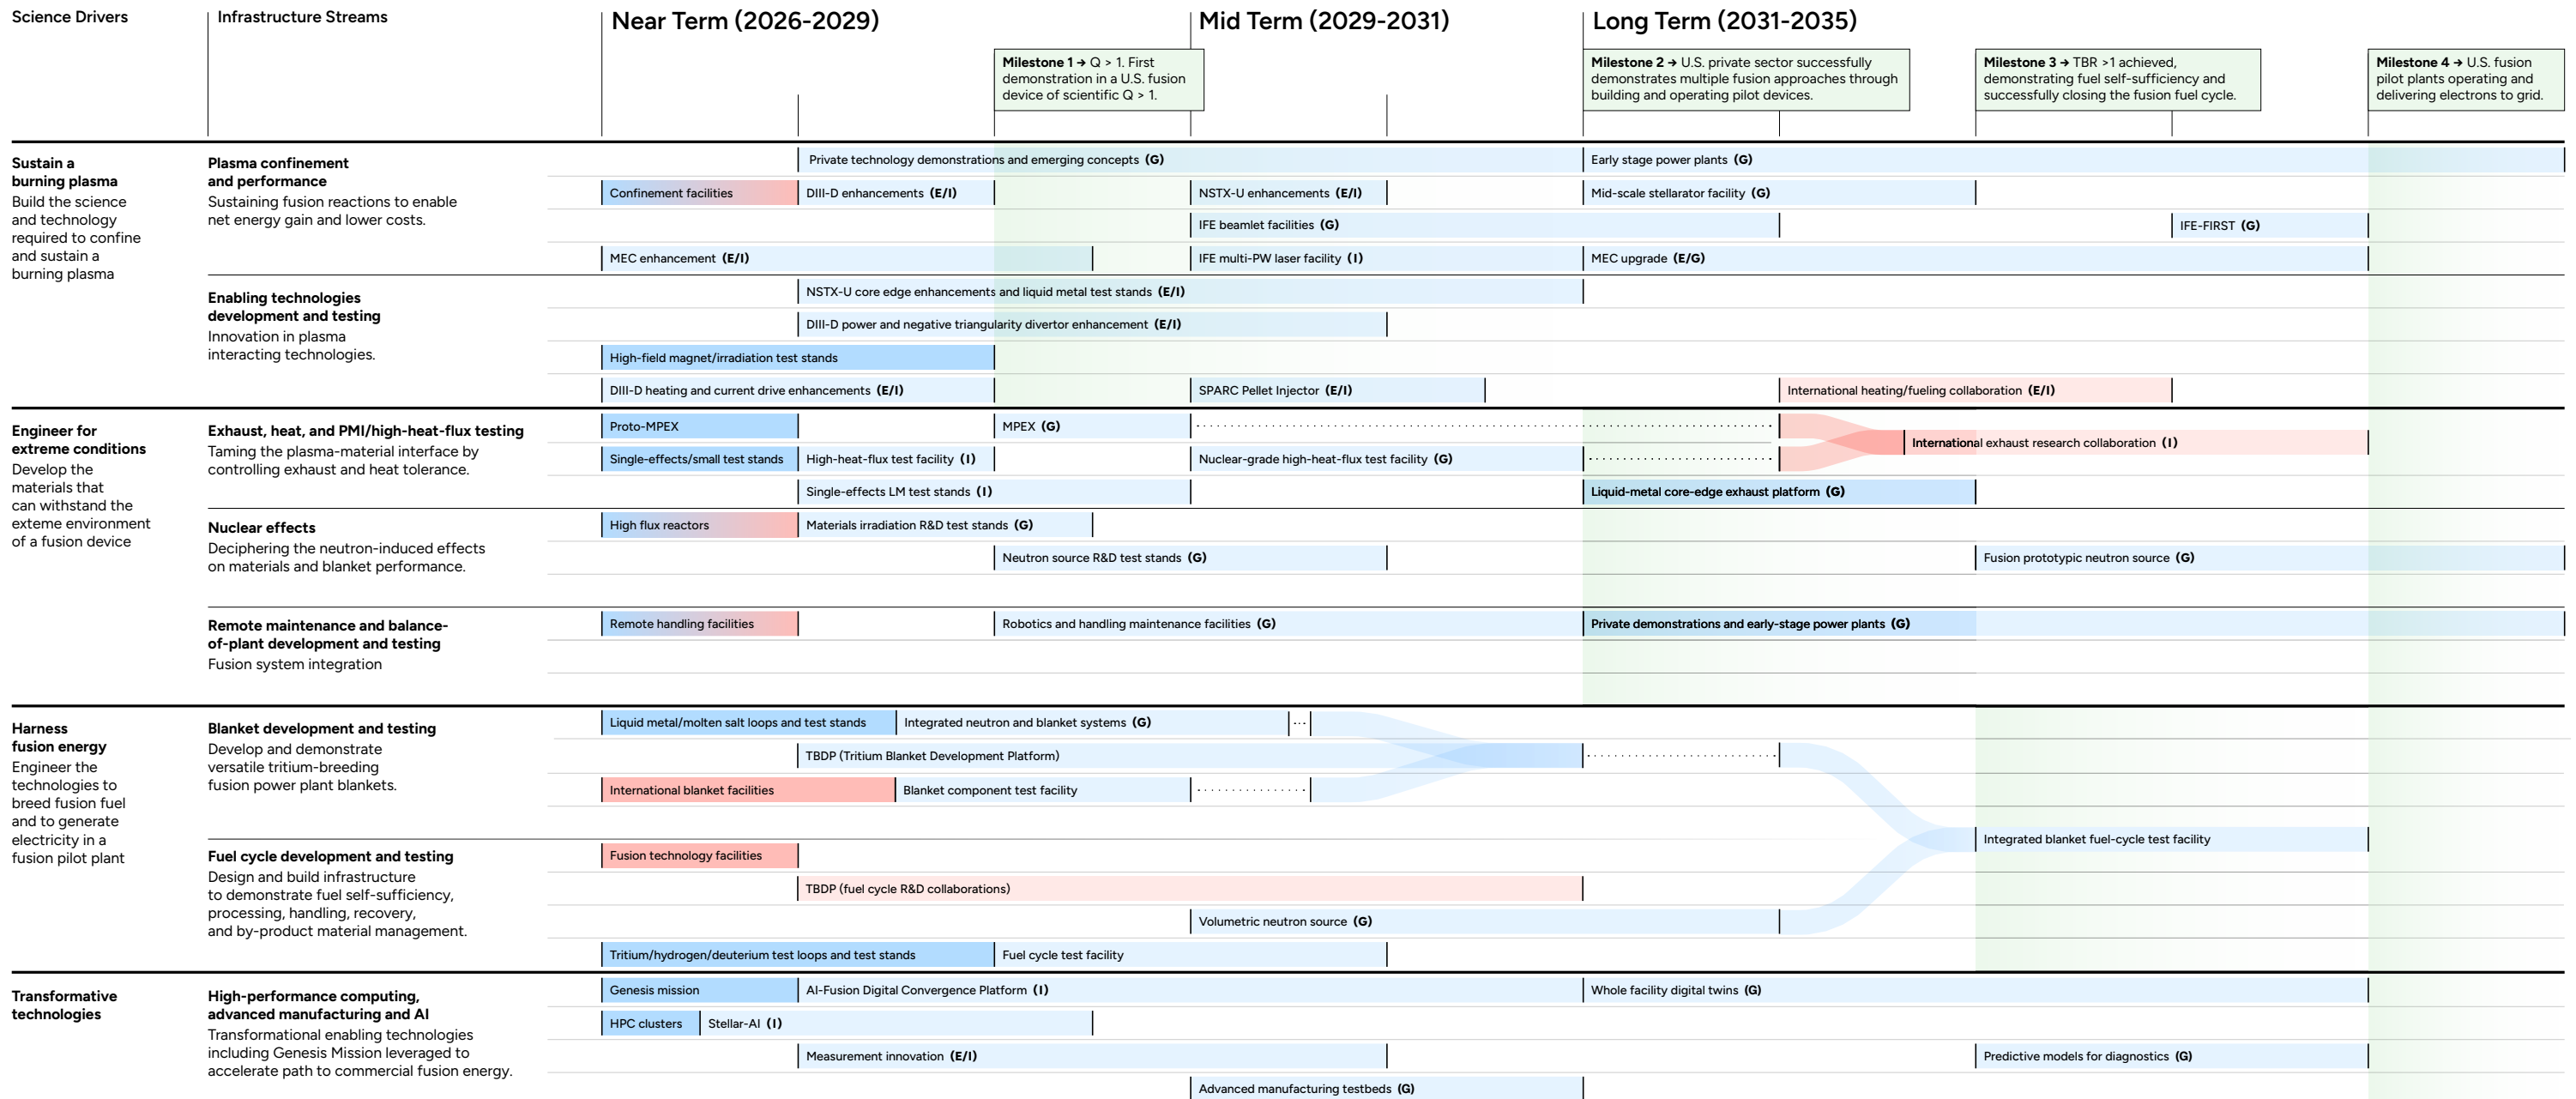 Science Drivers
Infrastructure Streams
Near Term (2026-2029)
Mid Term (2029-2031)
Long Term (2031-2035)
Milestone 1 → Q > 1. First
demonstration in a U.S. fusion
device of scientific Q > 1.
Milestone 2 → U.S. private sector successfully
demonstrates multiple fusion approaches through
building and operating pilot devices.
Milestone 3 → TBR >1 achieved,
demonstrating fuel self-sufficiency and
successfully closing the fusion fuel cycle.
Milestone 4 → U.S. fusion
pilot plants operating and
delivering electrons to grid.
Sustain a
burning plasma
Build the science
and technology
required to confine
and sustain a
burning plasma
Plasma confinement
and performance
Sustaining fusion reactions to enable
net energy gain and lower costs.
Private technology demonstrations and emerging concepts (G)
Early stage power plants (G)
Confinement facilities
DIII-D enhancements (E/I)
NSTX-U enhancements (E/I)
Mid-scale stellarator facility (G)
IFE beamlet facilities (G)
IFE-FIRST (G)
MEC enhancement (E/I)
IFE multi-PW laser facility (I)
MEC upgrade (E/G)
Enabling technologies
development and testing
Innovation in plasma
interacting technologies.
NSTX-U core edge enhancements and liquid metal test stands (E/I)
DIII-D power and negative triangularity divertor enhancement (E/I)
High-field magnet/irradiation test stands
DIII-D heating and current drive enhancements (E/I)
SPARC Pellet Injector (E/I)
International heating/fueling collaboration (E/I)
Engineer for
extreme conditions
Develop the
materials that
can withstand the
exteme environment
of a fusion device
Exhaust, heat, and PMI/high-heat-flux testing
Taming the plasma-material interface by
controlling exhaust and heat tolerance.
Proto-MPEX
MPEX (G)
International exhaust research collaboration (I)
Single-effects/small test stands
High-heat-flux test facility (I)
Nuclear-grade high-heat-flux test facility (G)
Single-effects LM test stands (I)
Liquid-metal core-edge exhaust platform (G)
Nuclear effects
Deciphering the neutron-induced effects
on materials and blanket performance.
High flux reactors
Materials irradiation R&D test stands (G)
Neutron source R&D test stands (G)
Fusion prototypic neutron source (G)
Remote maintenance and balance-
of-plant development and testing
Fusion system integration
Remote handling facilities
Robotics and handling maintenance facilities (G)
Private demonstrations and early-stage power plants (G)
Harness
fusion energy
Engineer the
technologies to
breed fusion fuel
and to generate
electricity in a
fusion pilot plant
Blanket development and testing
Develop and demonstrate
versatile tritium-breeding
fusion power plant blankets.
Liquid metal/molten salt loops and test stands
Integrated neutron and blanket systems (G)
TBDP (Tritium Blanket Development Platform)
International blanket facilities
Blanket component test facility
Integrated blanket fuel-cycle test facility
Fuel cycle development and testing
Design and build infrastructure
to demonstrate fuel self-sufficiency,
processing, handling, recovery,
and by-product material management.
Fusion technology facilities
TBDP (fuel cycle R&D collaborations)
Volumetric neutron source (G)
Tritium/hydrogen/deuterium test loops and test stands
Fuel cycle test facility
Transformative
technologies
High-performance computing,
advanced manufacturing and AI
Transformational enabling technologies
including Genesis Mission leveraged to
accelerate path to commercial fusion energy.
Genesis mission
AI-Fusion Digital Convergence Platform (I)
Whole facility digital twins (G)
HPC clusters
Stellar-AI (I)
Measurement innovation (E/I)
Predictive models for diagnostics (G)
Advanced manufacturing testbeds (G)